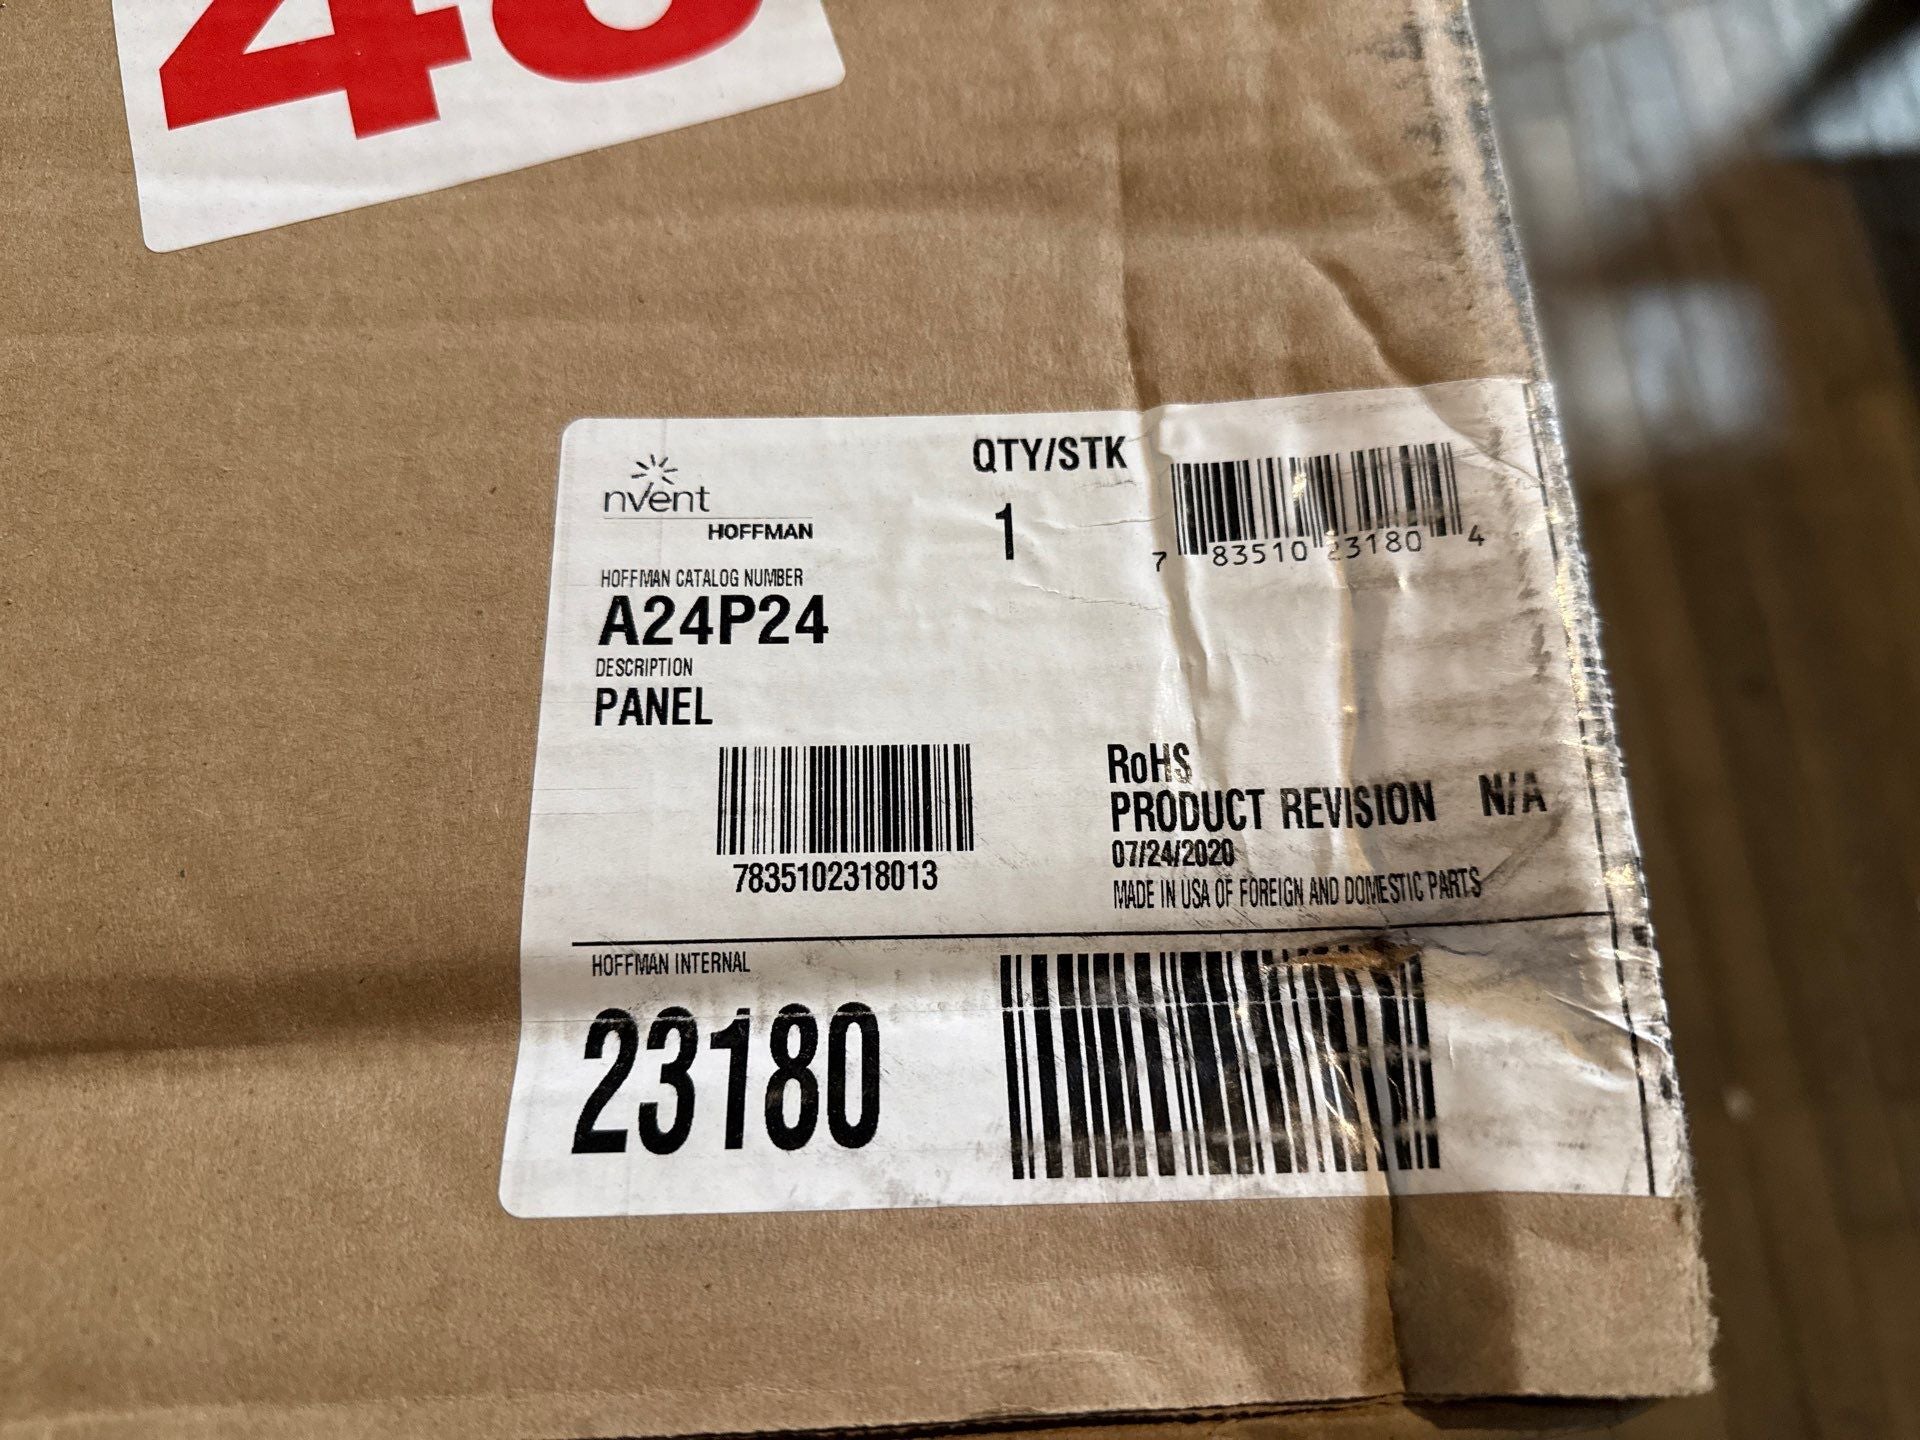 nVent
HOFFMAN
QTY/STK
1
7 83510 23180 4
HOFFMAN CATALOG NUMBER
A24P24
DESCRIPTION
PANEL
7835102318013
RoHS
PRODUCT REVISION N/A
07/24/2020
MADE IN USA OF FOREIGN AND DOMESTIC PARTS
HOFFMAN INTERNAL
23180